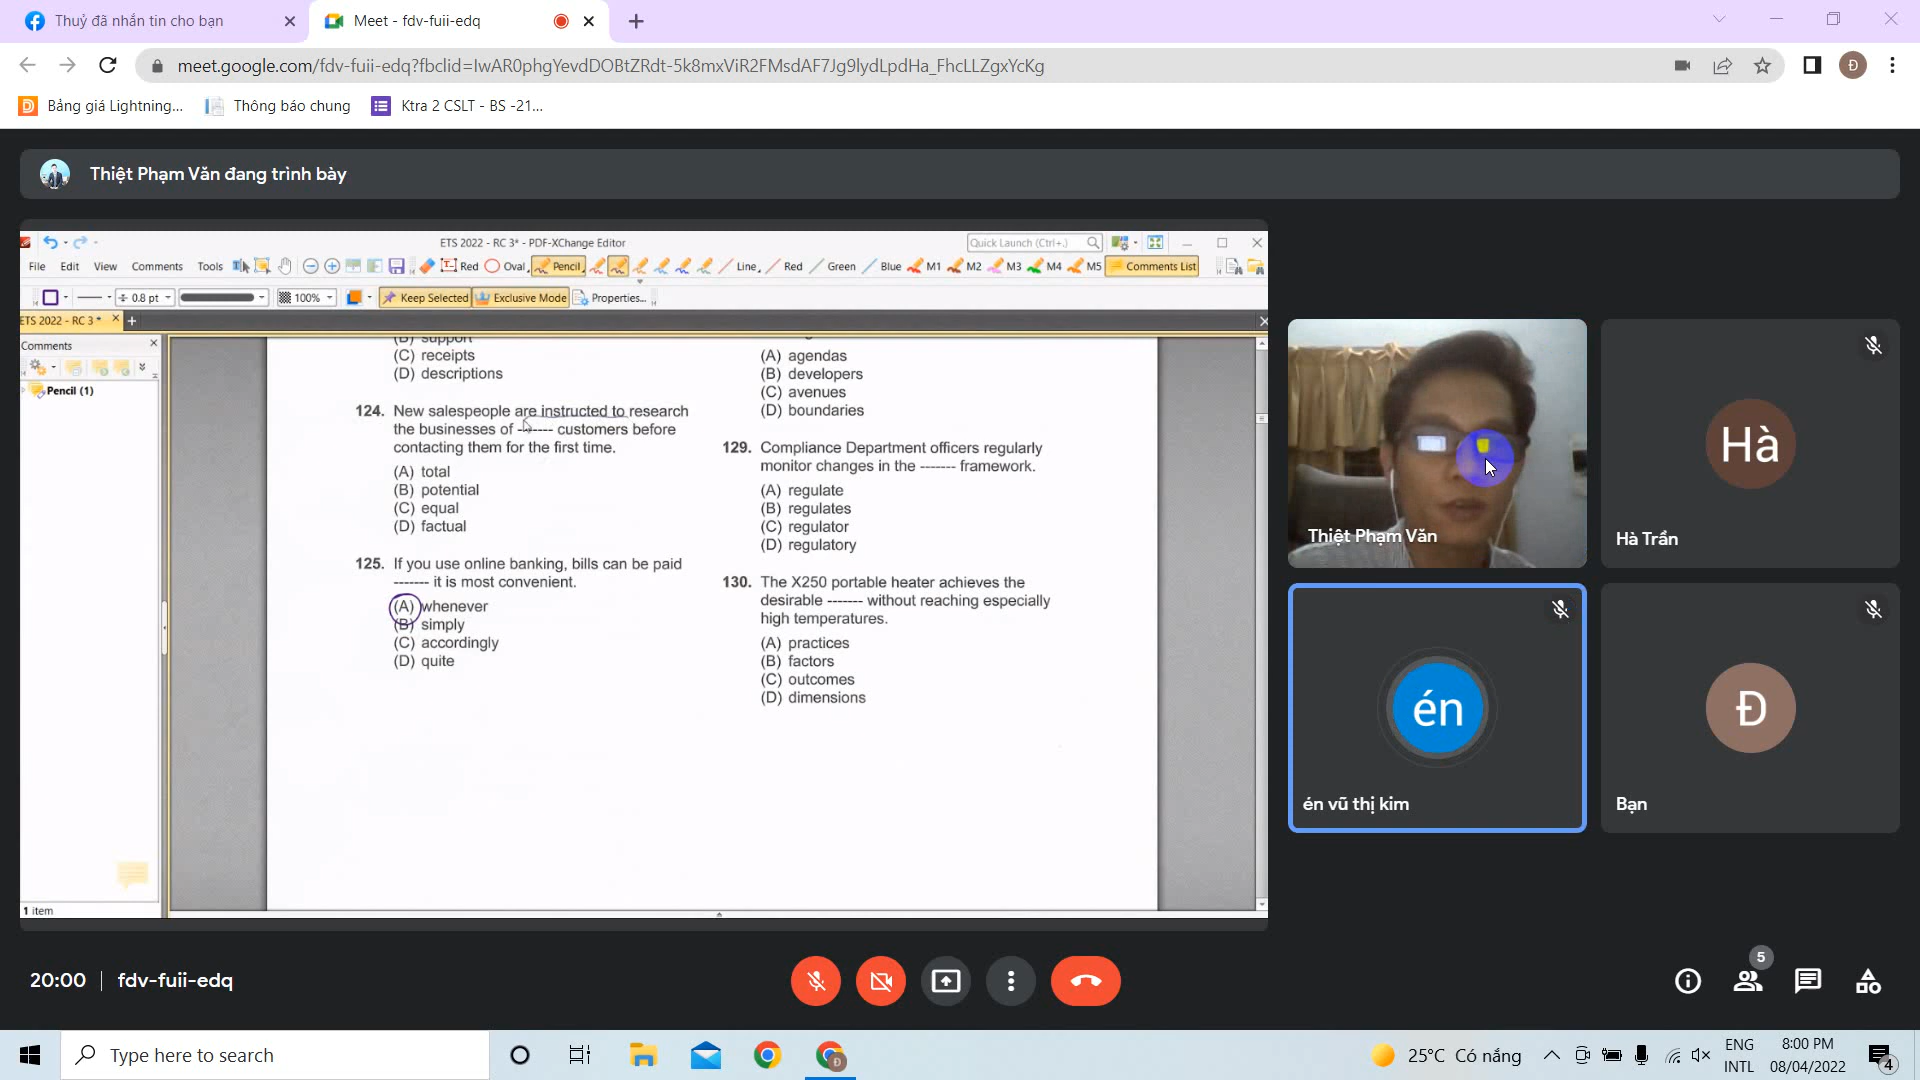 Thuỷ đã nhắn tin cho bạn
Meet - fdv-fuii-edq
meet.google.com/fdv-fuii-edq?fbclid=IwAR0phgYevdDOBtZRdt-5k8mxViR2FMsdAF7Jg9lydLpdHa_FhcLLZgxYcKg
Đ
Bảng giá Lightning...
Thông báo chung
Ktra 2 CSLT - BS -21...
Thiệt Phạm Văn đang trình bày
ETS 2022 - RC 3* - PDF-XChange Editor
Quick Launch (Ctrl+.)
File Edit View Comments Tools Red Oval Pencil Line Red Green Blue M1 M2 M3 M4 M5 Comments List
0.8 pt 100% Keep Selected Exclusive Mode Properties...
ETS 2022 - RC 3 *
Comments
Pencil (1)
1 item
(B) support
(C) receipts
(D) descriptions
124. New salespeople are instructed to research
the businesses of ------- customers before
contacting them for the first time.
(A) total
(B) potential
(C) equal
(D) factual
125. If you use online banking, bills can be paid
------- it is most convenient.
(A) whenever
(B) simply
(C) accordingly
(D) quite
(A) agendas
(B) developers
(C) avenues
(D) boundaries
129. Compliance Department officers regularly
monitor changes in the ------- framework.
(A) regulate
(B) regulates
(C) regulator
(D) regulatory
130. The X250 portable heater achieves the
desirable ------- without reaching especially
high temperatures.
(A) practices
(B) factors
(C) outcomes
(D) dimensions
Thiệt Phạm Văn
Hà
Hà Trần
én
én vũ thị kim
Đ
Bạn
20:00 | fdv-fuii-edq
5
Type here to search
25°C Có nắng
ENG
INTL
8:00 PM
08/04/2022
4